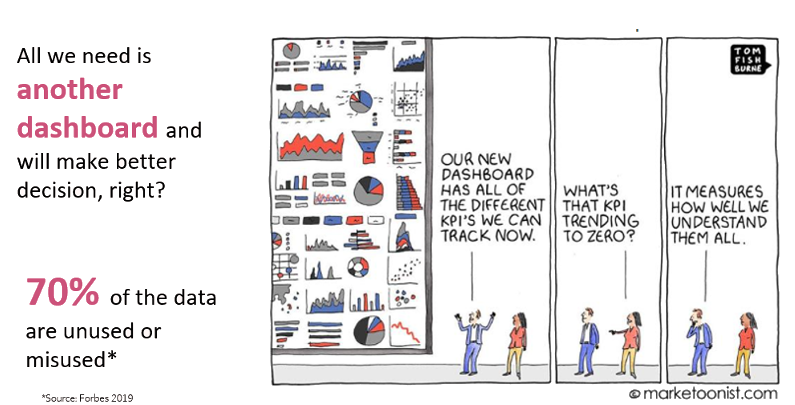 All we need is
another
dashboard and
will make better
decision, right?
70% of the data
are unused or
misused*
*Source: Forbes 2019
OUR NEW
DASHBOARD
HAS ALL OF
THE DIFFERENT
KPI'S WE CAN
TRACK NOW.
WHAT'S
THAT KPI
TRENDING
TO ZERO?
TOM
FISH
BURNE
IT MEASURES
HOW WELL WE
UNDERSTAND
THEM ALL.
© marketoonist.com